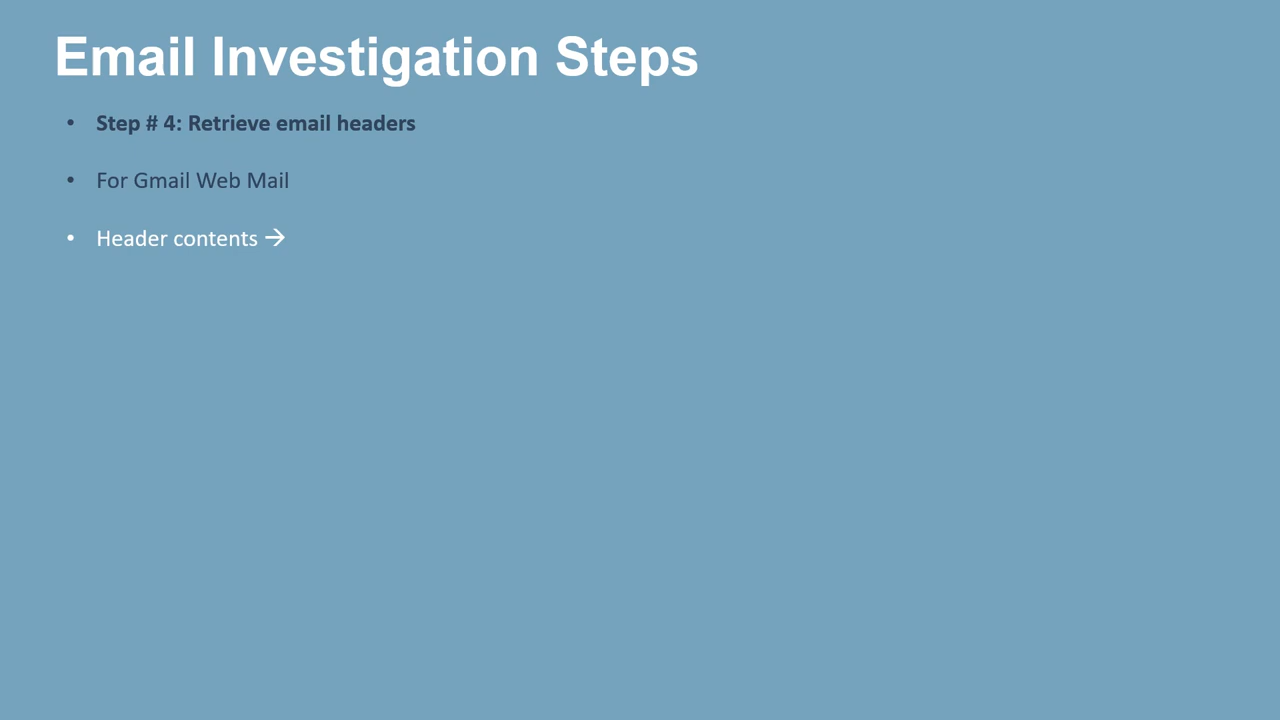 Email Investigation Steps
• Step # 4: Retrieve email headers
• For Gmail Web Mail
• Header contents →